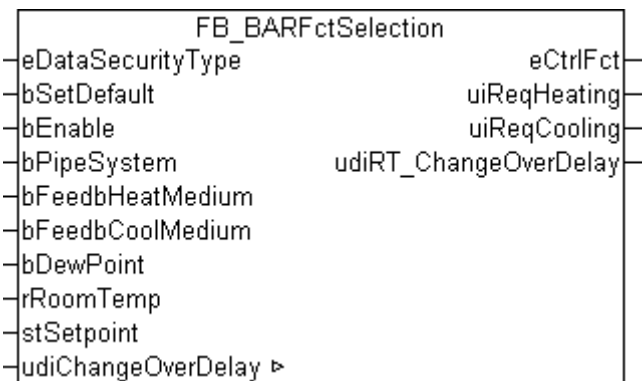 FB_BARFctSelection
eDataSecurityType eCtrlFct
bSetDefault uiReqHeating
bEnable uiReqCooling
bPipeSystem udiRT_ChangeOverDelay
bFeedbHeatMedium
bFeedbCoolMedium
bDewPoint
rRoomTemp
stSetpoint
udiChangeOverDelay ▹